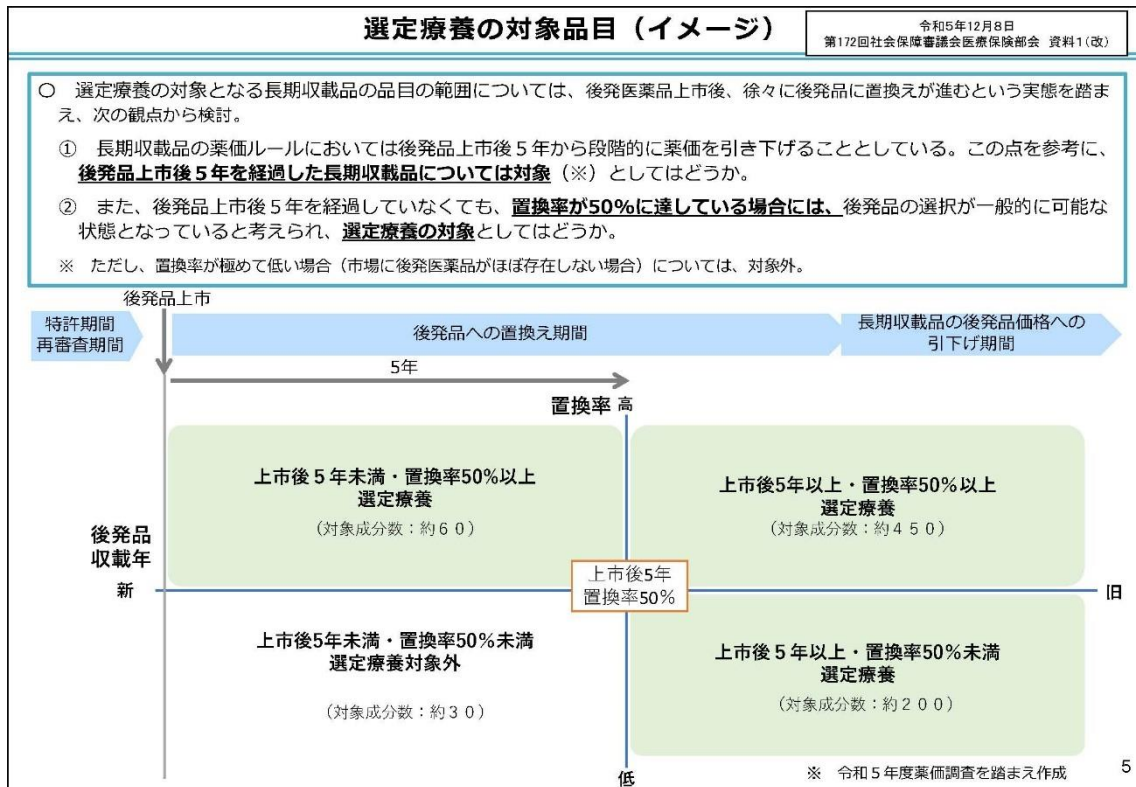 選定療養の対象品目（イメージ）
令和5年12月8日
第172回社会保障審議会医療保険部会 資料1（改）
○ 選定療養の対象となる長期収載品の品目の範囲については、後発医薬品上市後、徐々に後発品に置換えが進むという実態を踏ま
え、次の観点から検討。
① 長期収載品の薬価ルールにおいては後発品上市後５年から段階的に薬価を引き下げることとしている。この点を参考に、
後発品上市後５年を経過した長期収載品については対象（※）としてはどうか。
② また、後発品上市後５年を経過していなくても、置換率が50％に達している場合には、後発品の選択が一般的に可能な
状態となっていると考えられ、選定療養の対象としてはどうか。
※ ただし、置換率が極めて低い場合（市場に後発医薬品がほぼ存在しない場合）については、対象外。
後発品上市
特許期間
再審査期間
後発品への置換え期間
長期収載品の後発品価格への
引下げ期間
5年
置換率 高
上市後５年未満・置換率50%以上
選定療養
（対象成分数：約６０）
上市後5年以上・置換率50％以上
選定療養
（対象成分数：約４５０）
後発品
収載年
新
上市後5年
置換率50％
旧
上市後5年未満・置換率50％未満
選定療養対象外
（対象成分数：約３０）
上市後５年以上・置換率50%未満
選定療養
（対象成分数：約２００）
低
※ 令和５年度薬価調査を踏まえ作成
5